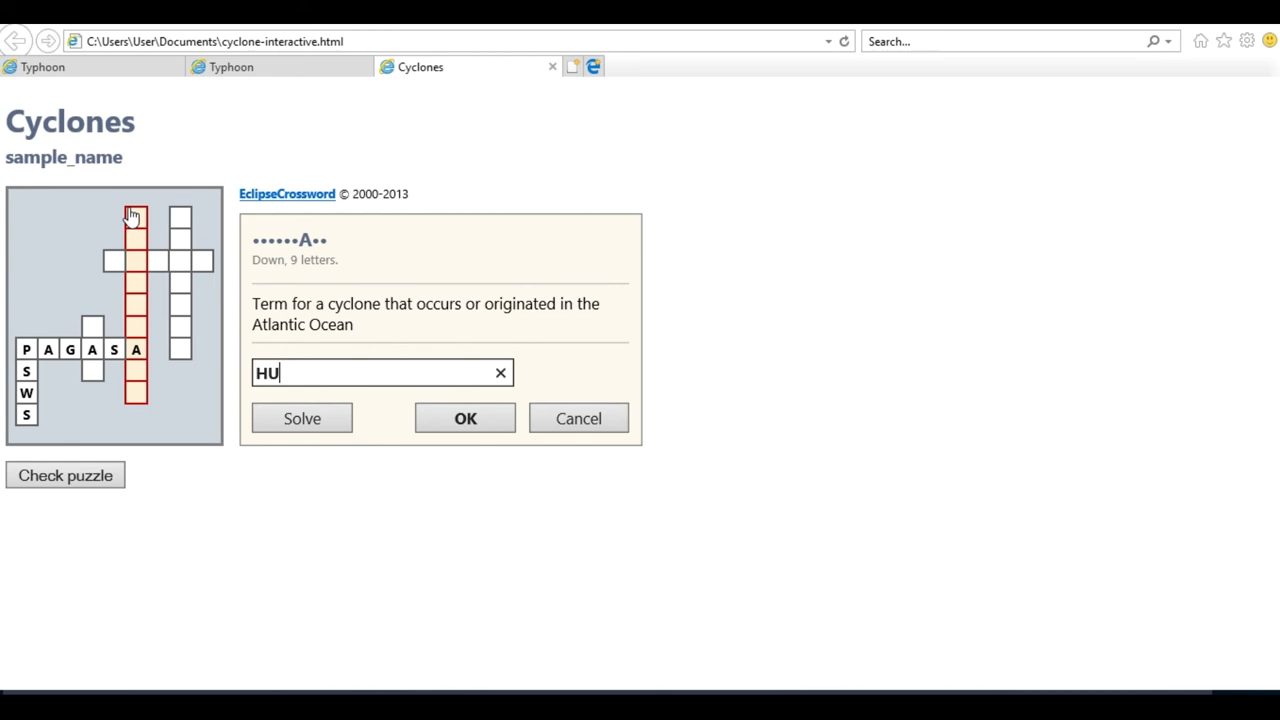 C:\Users\User\Documents\cyclone-interactive.html
Search...
Typhoon
Typhoon
Cyclones
Cyclones
sample_name
EclipseCrossword © 2000-2013
••••••A••
Down, 9 letters.
Term for a cyclone that occurs or originated in the
Atlantic Ocean
HU
Solve
OK
Cancel
P A G A S A
S
W
S
Check puzzle